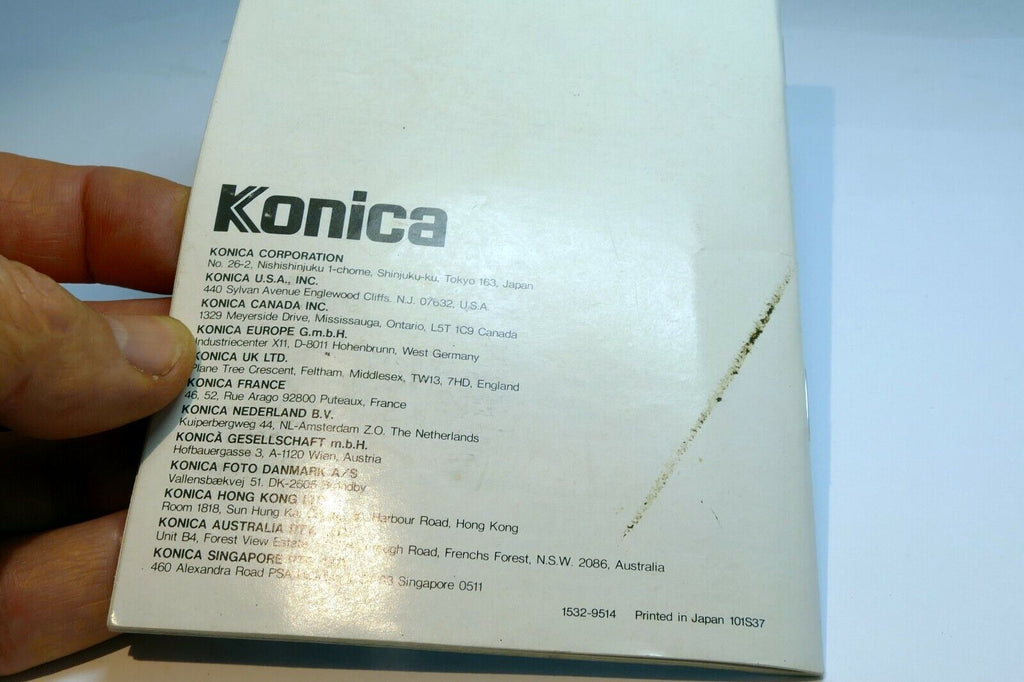 Konica
KONICA CORPORATION
No. 26-2, Nishishinjuku 1-chome, Shinjuku-ku, Tokyo 163, Japan
KONICA U.S.A., INC.
440 Sylvan Avenue Englewood Cliffs. N.J. 07632, U.S.A.
KONICA CANADA INC.
1329 Meyerside Drive, Mississauga, Ontario, L5T 1C9 Canada
KONICA EUROPE G.m.b.H.
Industriecenter X11, D-8011 Hohenbrunn, West Germany
KONICA UK LTD.
Plane Tree Crescent, Feltham. Middlesex, TW13, 7HD, England
KONICA FRANCE
46, 52, Rue Arago 92800 Puteaux, France
KONICA NEDERLAND B.V.
Kuiperbergweg 44, NL-Amsterdam Z.O. The Netherlands
KONICA GESELLSCHAFT m.b.H.
Hofbauergasse 3, A-1120 Wien, Austria
KONICA FOTO DANMARK A/S
Vallensbækvej 51. DK-2605
KONICA HONG KONG
Room 1818, Sun Hung Harbour Road, Hong Kong
KONICA AUSTRALIA PTY
Unit B4, Forest View Road, Frenchs Forest, N.S.W. 2086, Australia
KONICA SINGAPORE
460 Alexandra Road PSA Singapore 0511
1532-9514 Printed in Japan 101S37